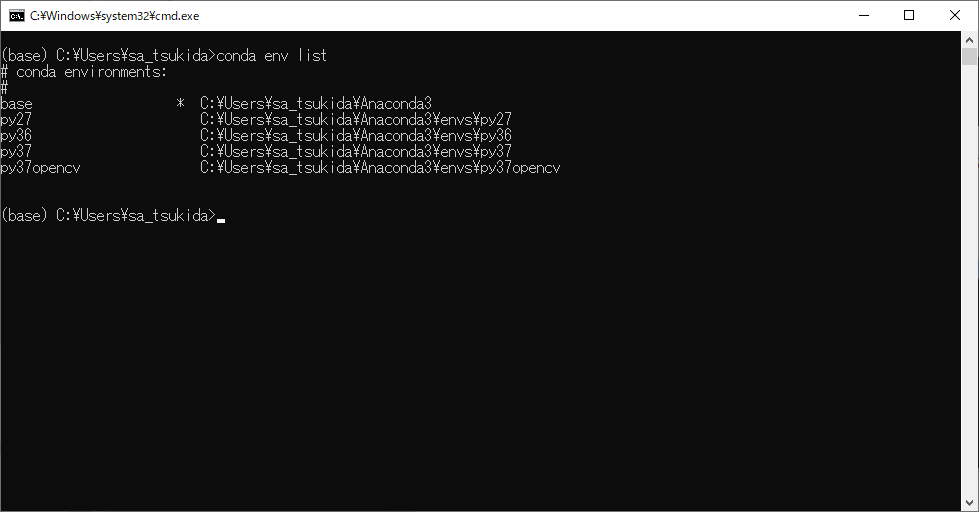 C:¥Windows¥system32¥cmd.exe
(base) C:¥Users¥sa_tsukida>conda env list
# conda environments:
#
base                  *  C:¥Users¥sa_tsukida¥Anaconda3
py27                     C:¥Users¥sa_tsukida¥Anaconda3¥envs¥py27
py36                     C:¥Users¥sa_tsukida¥Anaconda3¥envs¥py36
py37                     C:¥Users¥sa_tsukida¥Anaconda3¥envs¥py37
py37opencv               C:¥Users¥sa_tsukida¥Anaconda3¥envs¥py37opencv
(base) C:¥Users¥sa_tsukida>